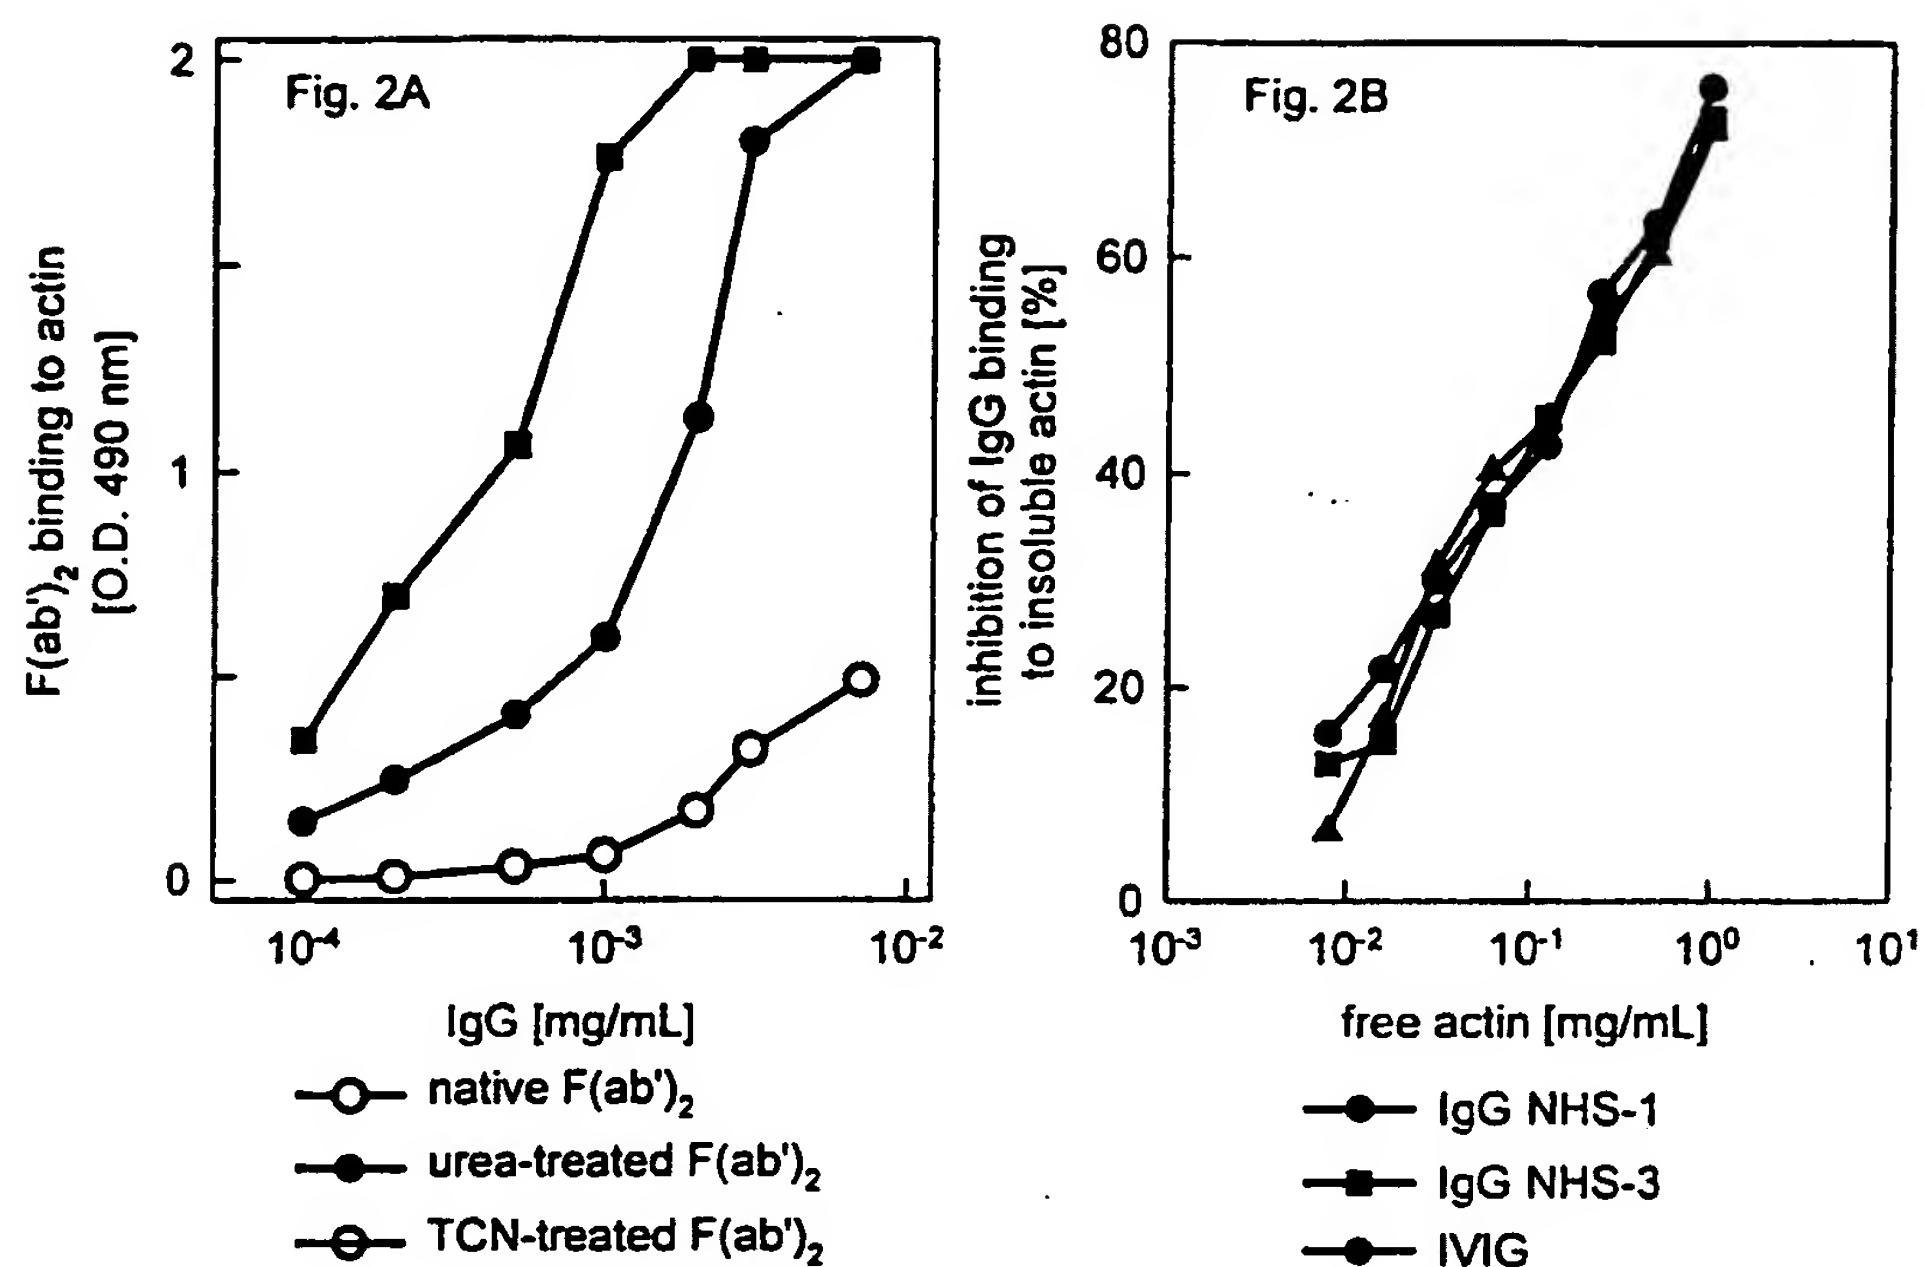 Fig. 2A
2
1
0
F(ab')₂ binding to actin
[O.D. 490 nm]
10⁻⁴
10⁻³
10⁻²
IgG [mg/mL]
native F(ab')₂
urea-treated F(ab')₂
TCN-treated F(ab')₂
Fig. 2B
80
60
40
20
0
inhibition of IgG binding
to insoluble actin [%]
10⁻³
10⁻²
10⁻¹
10⁰
10¹
free actin [mg/mL]
IgG NHS-1
IgG NHS-3
IVIG